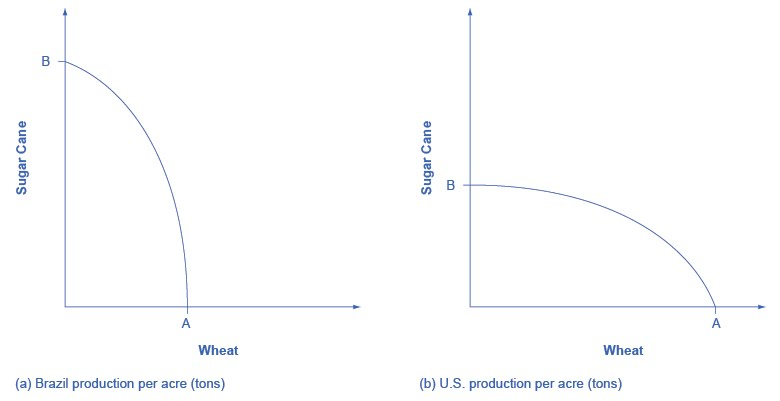 B
Sugar Cane
A
Wheat
(a) Brazil production per acre (tons)
B
Sugar Cane
A
Wheat
(b) U.S. production per acre (tons)